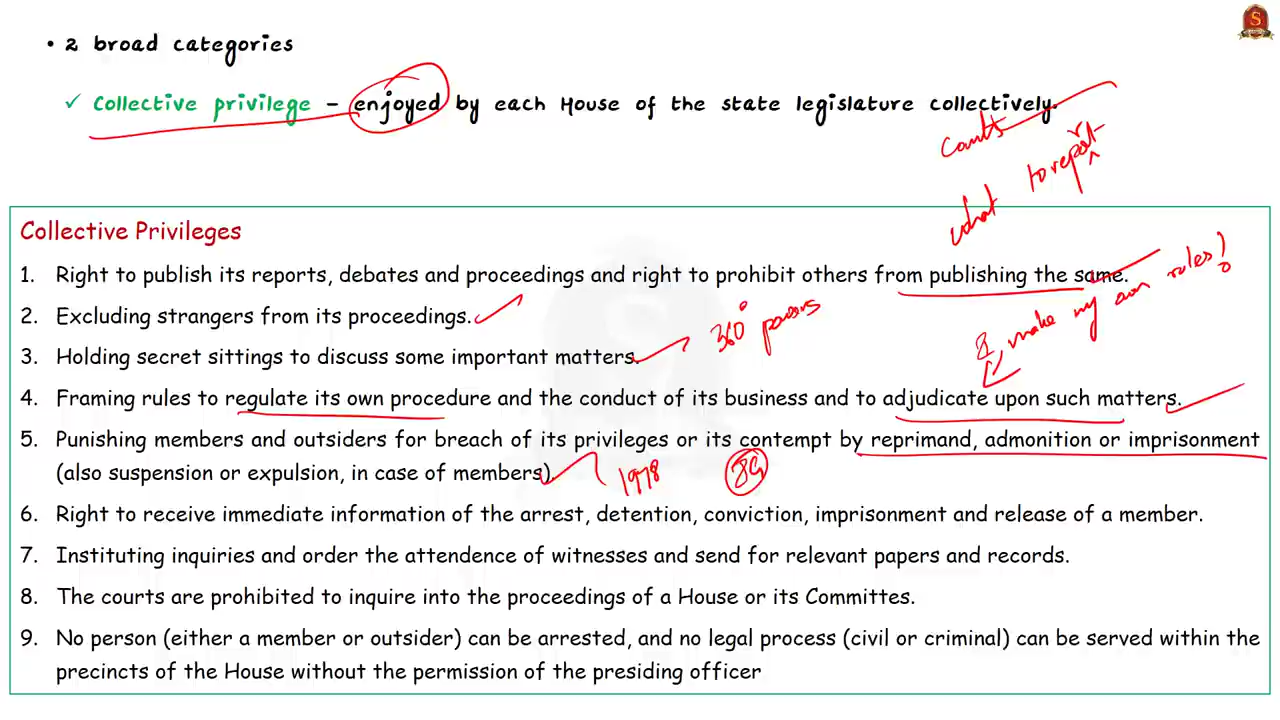 • 2 broad categories
✓ Collective privilege – enjoyed by each House of the state legislature collectively.
what to report
Collective Privileges
1. Right to publish its reports, debates and proceedings and right to prohibit others from publishing the same.
2. Excluding strangers from its proceedings.
360° powers
I make my own rules!
3. Holding secret sittings to discuss some important matters.
4. Framing rules to regulate its own procedure and the conduct of its business and to adjudicate upon such matters.
5. Punishing members and outsiders for breach of its privileges or its contempt by reprimand, admonition or imprisonment
(also suspension or expulsion, in case of members).
1978
6. Right to receive immediate information of the arrest, detention, conviction, imprisonment and release of a member.
7. Instituting inquiries and order the attendence of witnesses and send for relevant papers and records.
8. The courts are prohibited to inquire into the proceedings of a House or its Committes.
9. No person (either a member or outsider) can be arrested, and no legal process (civil or criminal) can be served within the
precincts of the House without the permission of the presiding officer